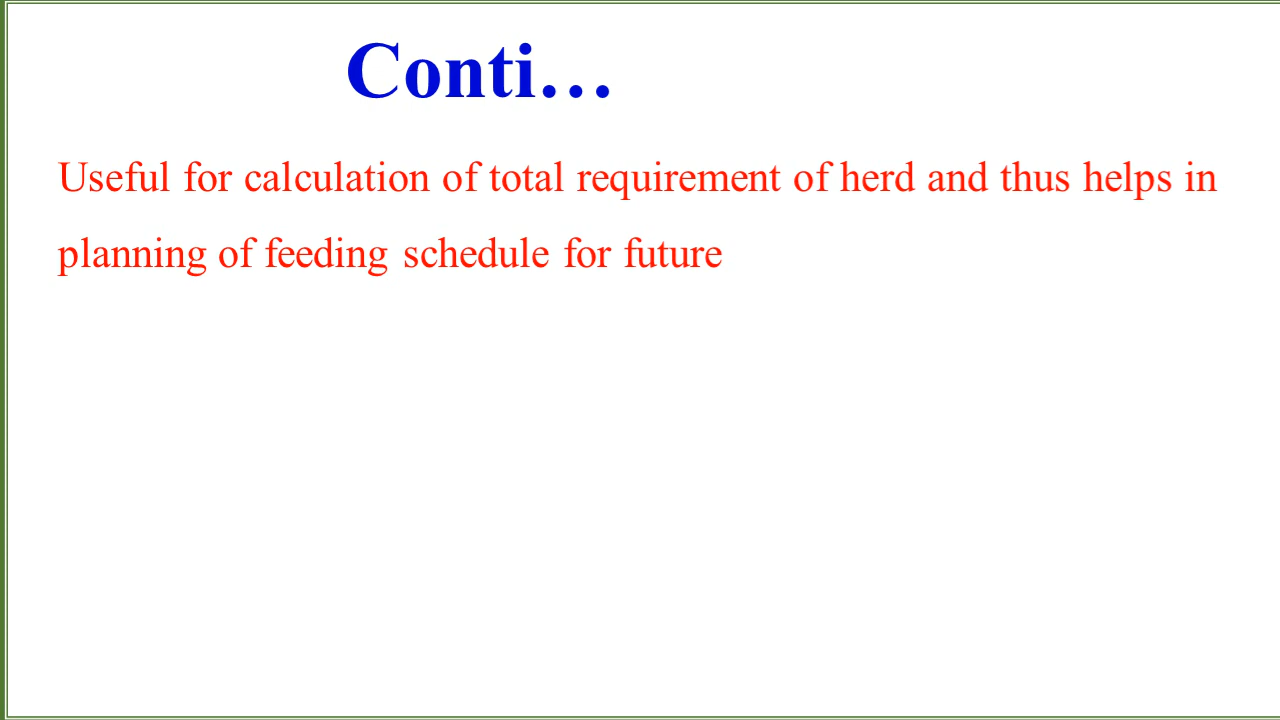 Conti…
Useful for calculation of total requirement of herd and thus helps in
planning of feeding schedule for future